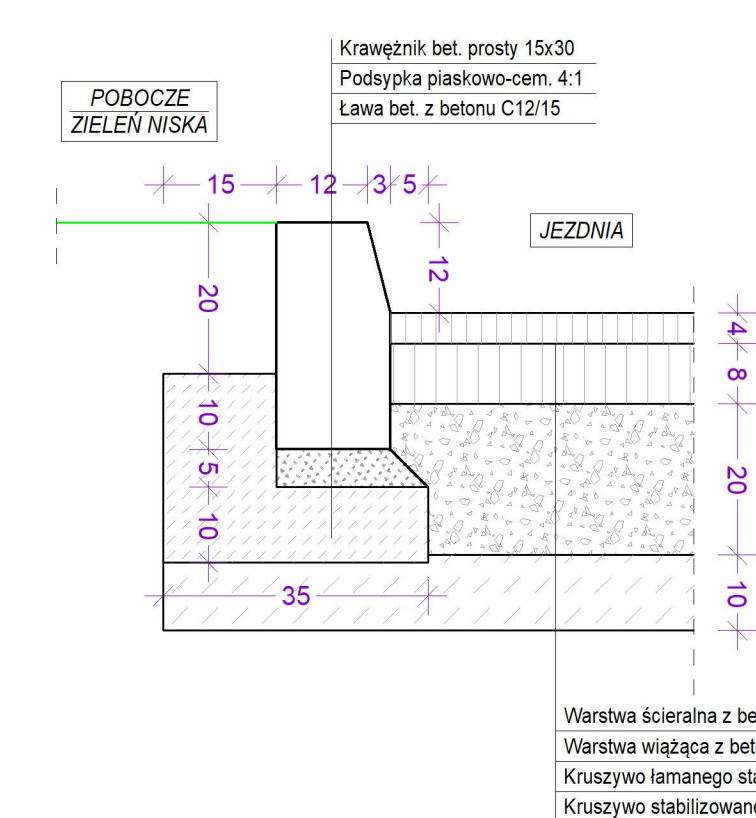 Krawężnik bet. prosty 15x30
Podsypka piaskowo-cem. 4:1
Ława bet. z betonu C12/15
POBOCZE
ZIELEŃ NISKA
15 12 3 5
JEZDNIA
12
20
10
5
10
35
4
8
20
10
Warstwa ścieralna z be
Warstwa wiążąca z bet
Kruszywo łamanego sta
Kruszywo stabilizowane